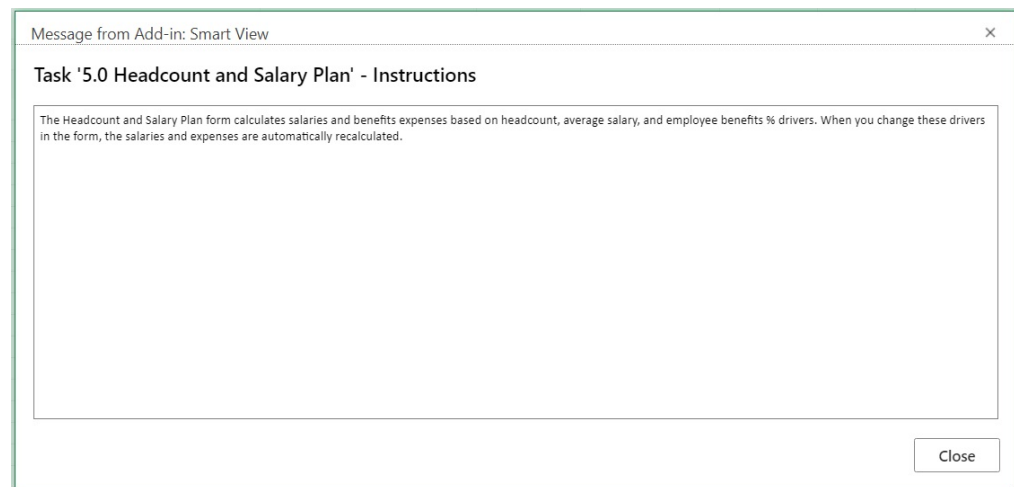 Message from Add-in: Smart View
Task '5.0 Headcount and Salary Plan' - Instructions
The Headcount and Salary Plan form calculates salaries and benefits expenses based on headcount, average salary, and employee benefits % drivers. When you change these drivers
in the form, the salaries and expenses are automatically recalculated.
Close